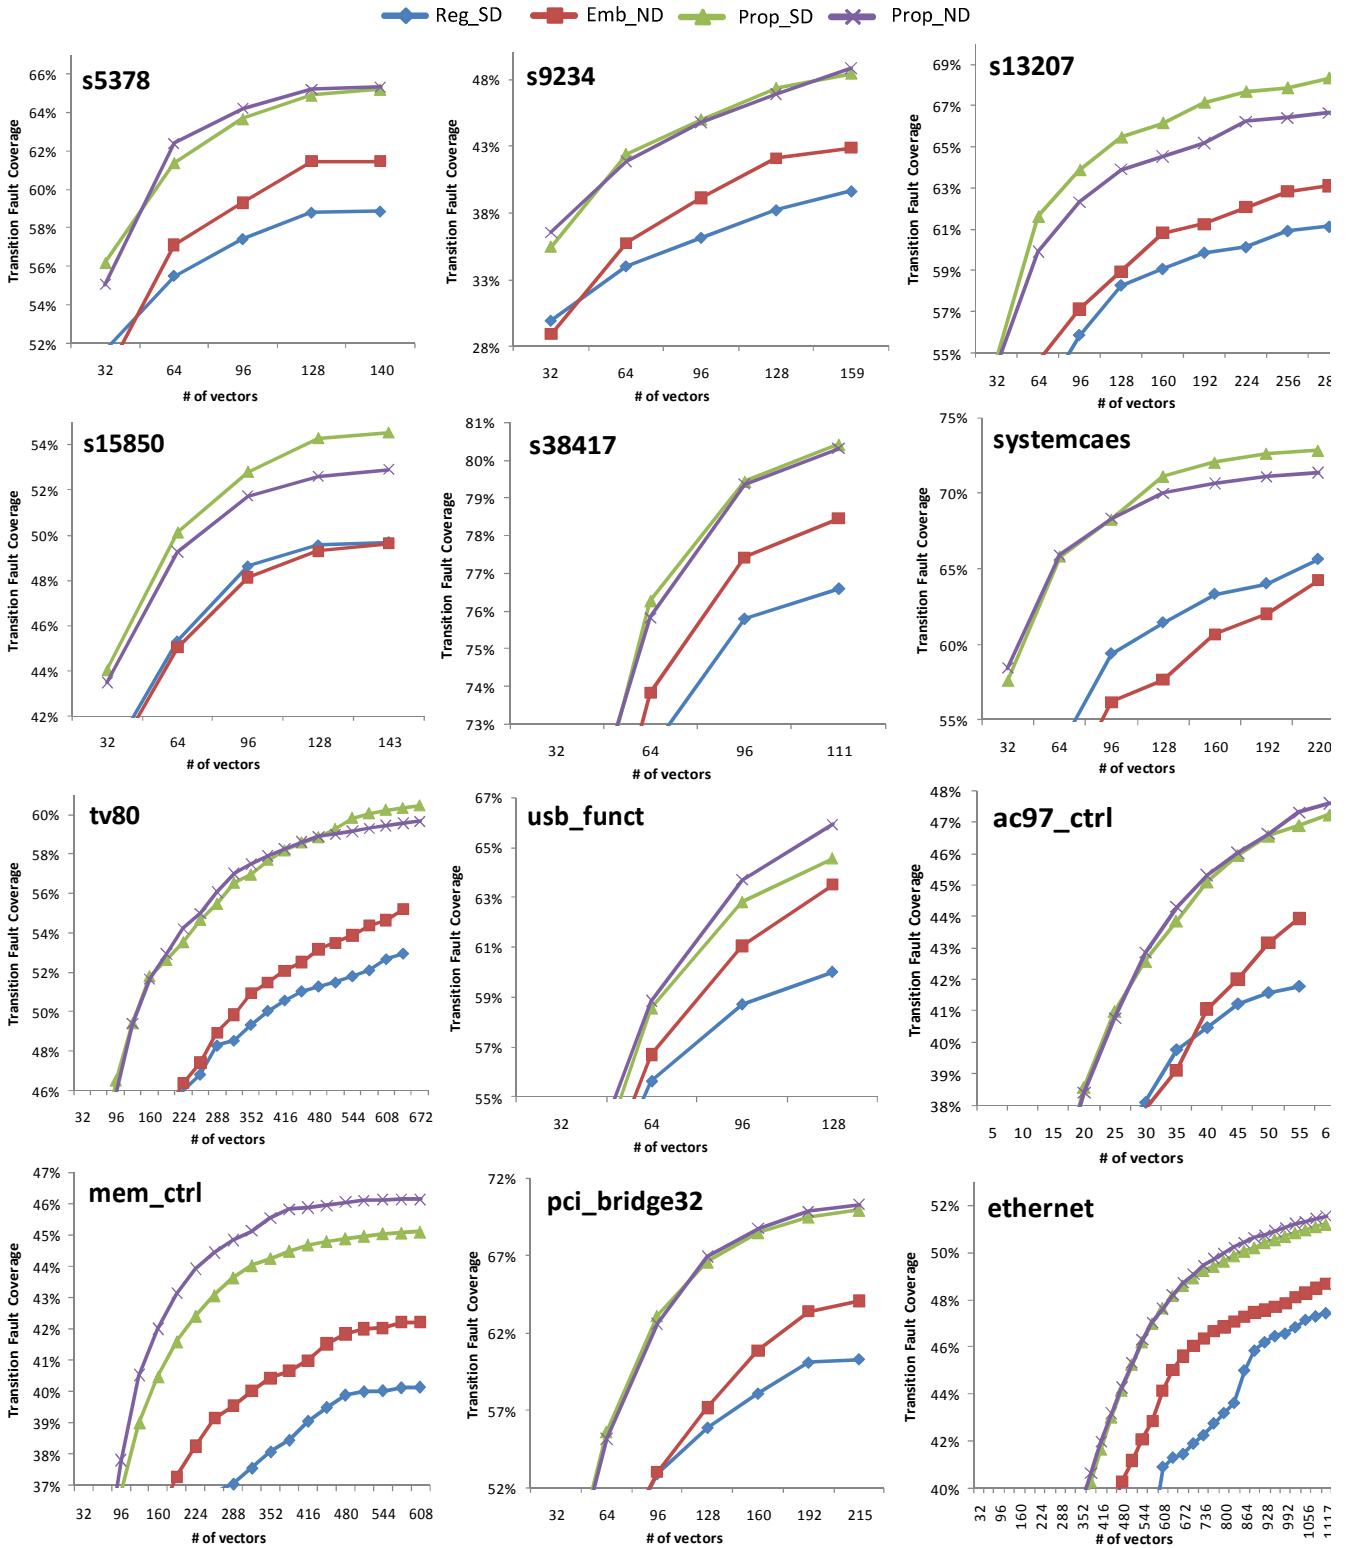 Reg_SD Emb_ND Prop_SD Prop_ND
s5378
Transition Fault Coverage
66%
64%
62%
60%
58%
56%
54%
52%
32 64 96 128 140
# of vectors
s9234
Transition Fault Coverage
48%
43%
38%
33%
28%
32 64 96 128 159
# of vectors
s13207
Transition Fault Coverage
69%
67%
65%
63%
61%
59%
57%
55%
32 64 96 128 160 192 224 256 28
# of vectors
s15850
Transition Fault Coverage
54%
52%
50%
48%
46%
44%
42%
32 64 96 128 143
# of vectors
s38417
Transition Fault Coverage
81%
80%
79%
78%
77%
76%
75%
74%
73%
32 64 96 111
# of vectors
systemcaes
Transition Fault Coverage
75%
70%
65%
60%
55%
32 64 96 128 160 192 220
# of vectors
tv80
Transition Fault Coverage
60%
58%
56%
54%
52%
50%
48%
46%
32 96 160 224 288 352 416 480 544 608 672
# of vectors
usb_funct
Transition Fault Coverage
67%
65%
63%
61%
59%
57%
55%
32 64 96 128
# of vectors
ac97_ctrl
Transition Fault Coverage
48%
47%
46%
45%
44%
43%
42%
41%
40%
39%
38%
5 10 15 20 25 30 35 40 45 50 55 6
# of vectors
mem_ctrl
Transition Fault Coverage
47%
46%
45%
44%
43%
42%
41%
40%
39%
38%
37%
32 96 160 224 288 352 416 480 544 608
# of vectors
pci_bridge32
Transition Fault Coverage
72%
67%
62%
57%
52%
32 64 96 128 160 192 215
# of vectors
ethernet
Transition Fault Coverage
52%
50%
48%
46%
44%
42%
40%
32 96 160 224 288 352 416 480 544 608 672 736 800 864 928 992 1056 1117
# of vectors